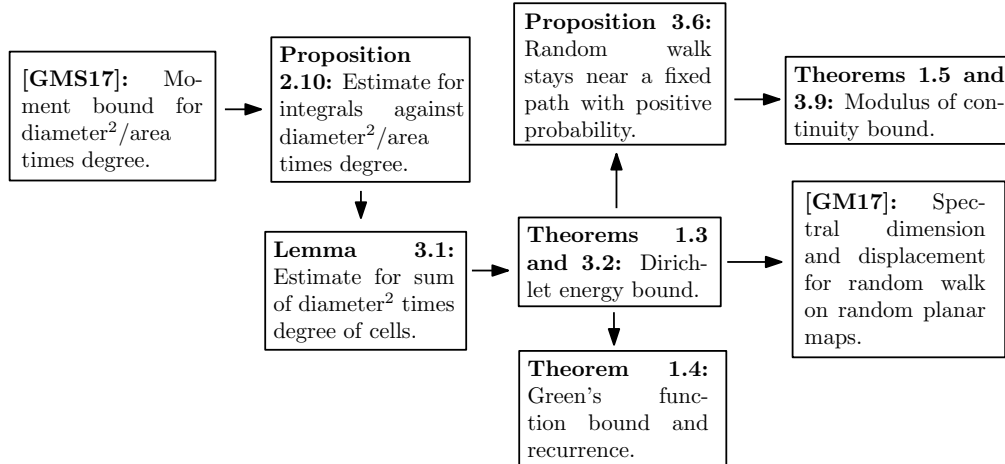 [GMS17]: Mo-
ment bound for
diameter²/area
times degree.
Proposition
2.10: Estimate for
integrals against
diameter²/area
times degree.
Proposition 3.6:
Random walk
stays near a fixed
path with positive
probability.
Theorems 1.5 and
3.9: Modulus of con-
tinuity bound.
Lemma 3.1:
Estimate for sum
of diameter² times
degree of cells.
Theorems 1.3
and 3.2: Dirich-
let energy bound.
[GM17]: Spec-
tral dimension
and displacement
for random walk
on random planar
maps.
Theorem 1.4:
Green's func-
tion bound and
recurrence.